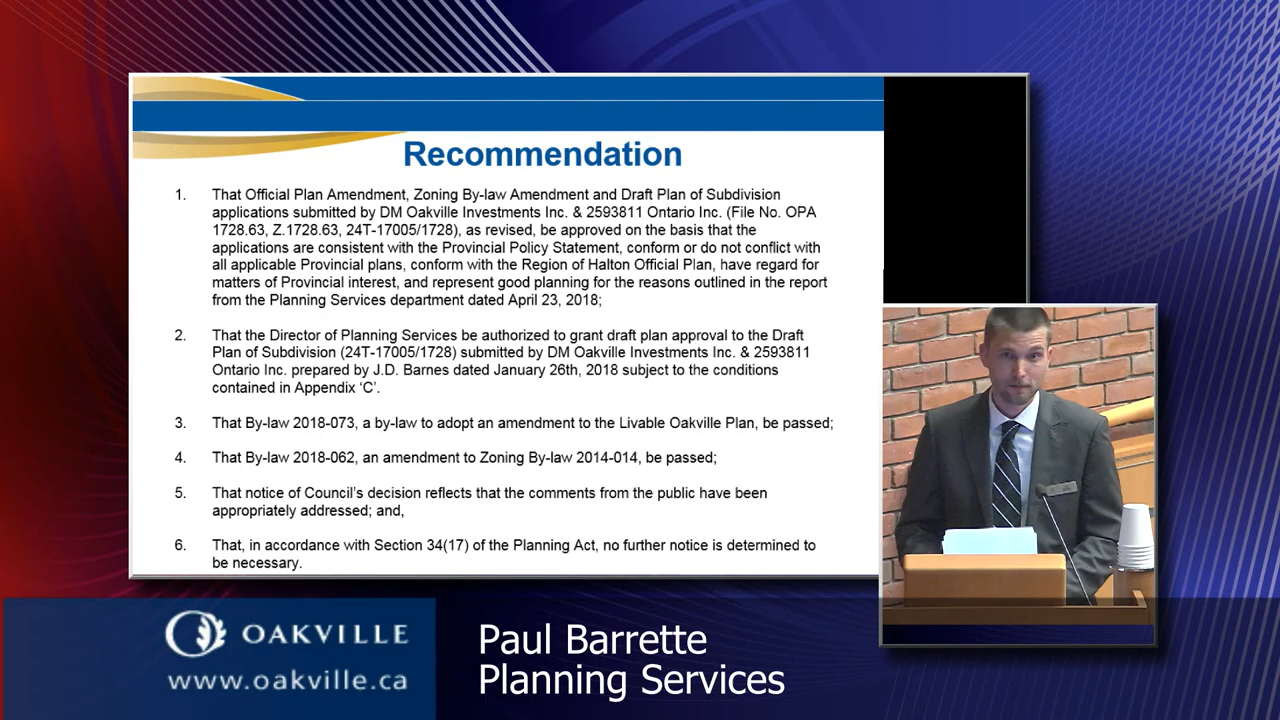 Recommendation
1. That Official Plan Amendment, Zoning By-law Amendment and Draft Plan of Subdivision
applications submitted by DM Oakville Investments Inc. & 2593811 Ontario Inc. (File No. OPA
1728.63, Z.1728.63, 24T-17005/1728), as revised, be approved on the basis that the
applications are consistent with the Provincial Policy Statement, conform or do not conflict with
all applicable Provincial plans, conform with the Region of Halton Official Plan, have regard for
matters of Provincial interest, and represent good planning for the reasons outlined in the report
from the Planning Services department dated April 23, 2018;
2. That the Director of Planning Services be authorized to grant draft plan approval to the Draft
Plan of Subdivision (24T-17005/1728) submitted by DM Oakville Investments Inc. & 2593811
Ontario Inc. prepared by J.D. Barnes dated January 26th, 2018 subject to the conditions
contained in Appendix ‘C’.
3. That By-law 2018-073, a by-law to adopt an amendment to the Livable Oakville Plan, be passed;
4. That By-law 2018-062, an amendment to Zoning By-law 2014-014, be passed;
5. That notice of Council’s decision reflects that the comments from the public have been
appropriately addressed; and,
6. That, in accordance with Section 34(17) of the Planning Act, no further notice is determined to
be necessary.
OAKVILLE
www.oakville.ca
Paul Barrette
Planning Services